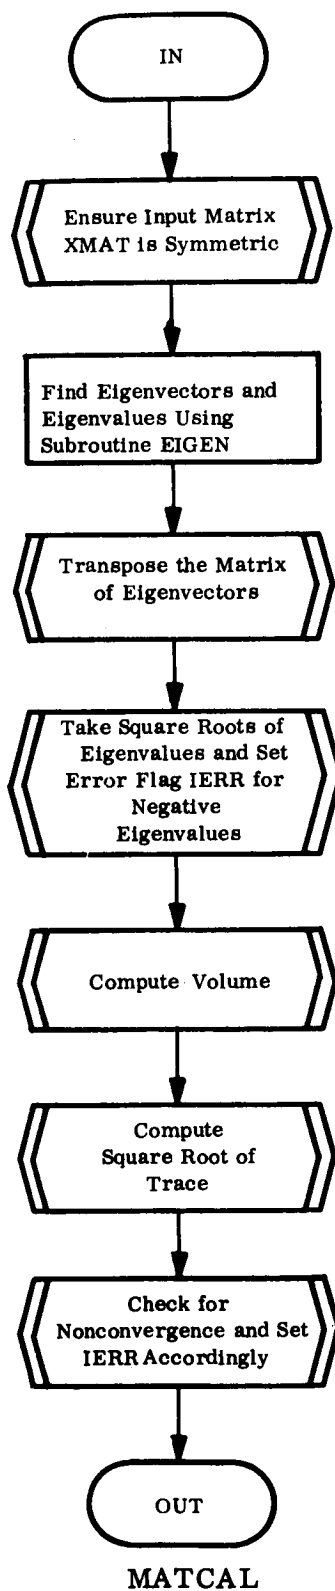 IN
Ensure Input Matrix
XMAT is Symmetric
Find Eigenvectors and
Eigenvalues Using
Subroutine EIGEN
Transpose the Matrix
of Eigenvectors
Take Square Roots of
Eigenvalues and Set
Error Flag IERR for
Negative
Eigenvalues
Compute Volume
Compute
Square Root of
Trace
Check for
Nonconvergence and Set
IERR Accordingly
OUT
MATCAL